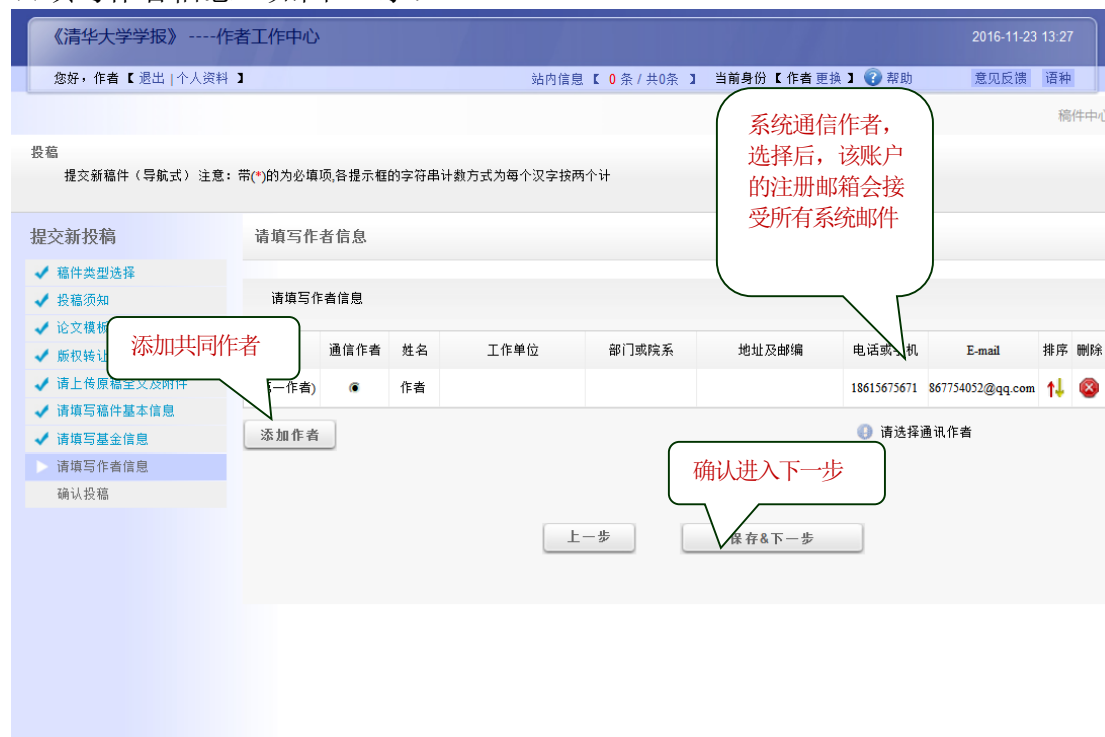 《清华大学学报》 ----作者工作中心
2016-11-23 13:27
您好，作者【 退出 | 个人资料 】
站内信息【 0 条 / 共0条 】 当前身份【 作者 更换 】 帮助
意见反馈 语种
稿件中心
系统通信作者，
选择后，该账户
的注册邮箱会接
受所有系统邮件
投稿
提交新稿件（导航式）注意：带(*)的为必填项,各提示框的字符串计数方式为每个汉字按两个计
提交新投稿
请填写作者信息
稿件类型选择
投稿须知
论文模板
版权转让
请上传原稿全文及附件
请填写稿件基本信息
请填写基金信息
请填写作者信息
确认投稿
请填写作者信息
添加共同作者
通信作者 姓名 工作单位 部门或院系 地址及邮编 电话或手机 E-mail 排序 删除
一作者) 作者 18615675671 867754052@qq.com
添加作者
请选择通讯作者
确认进入下一步
上一步
保存&下一步